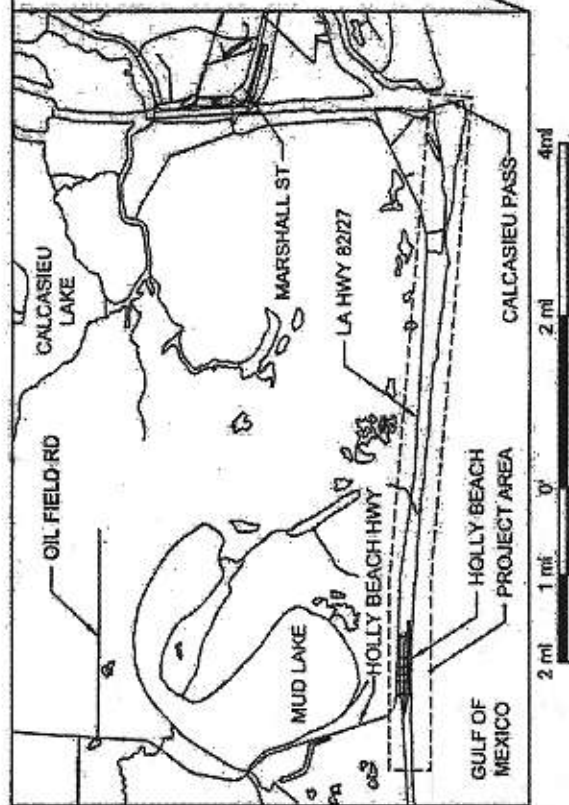 CALCASIEU
LAKE
OIL FIELD RD
MARSHALL ST
LA HWY 82/27
MUD LAKE
HOLLY BEACH HWY
GULF OF
MEXICO
HOLLY BEACH
PROJECT AREA
CALCASIEU PASS
2 mi
1 mi
0
2 mi
4mi